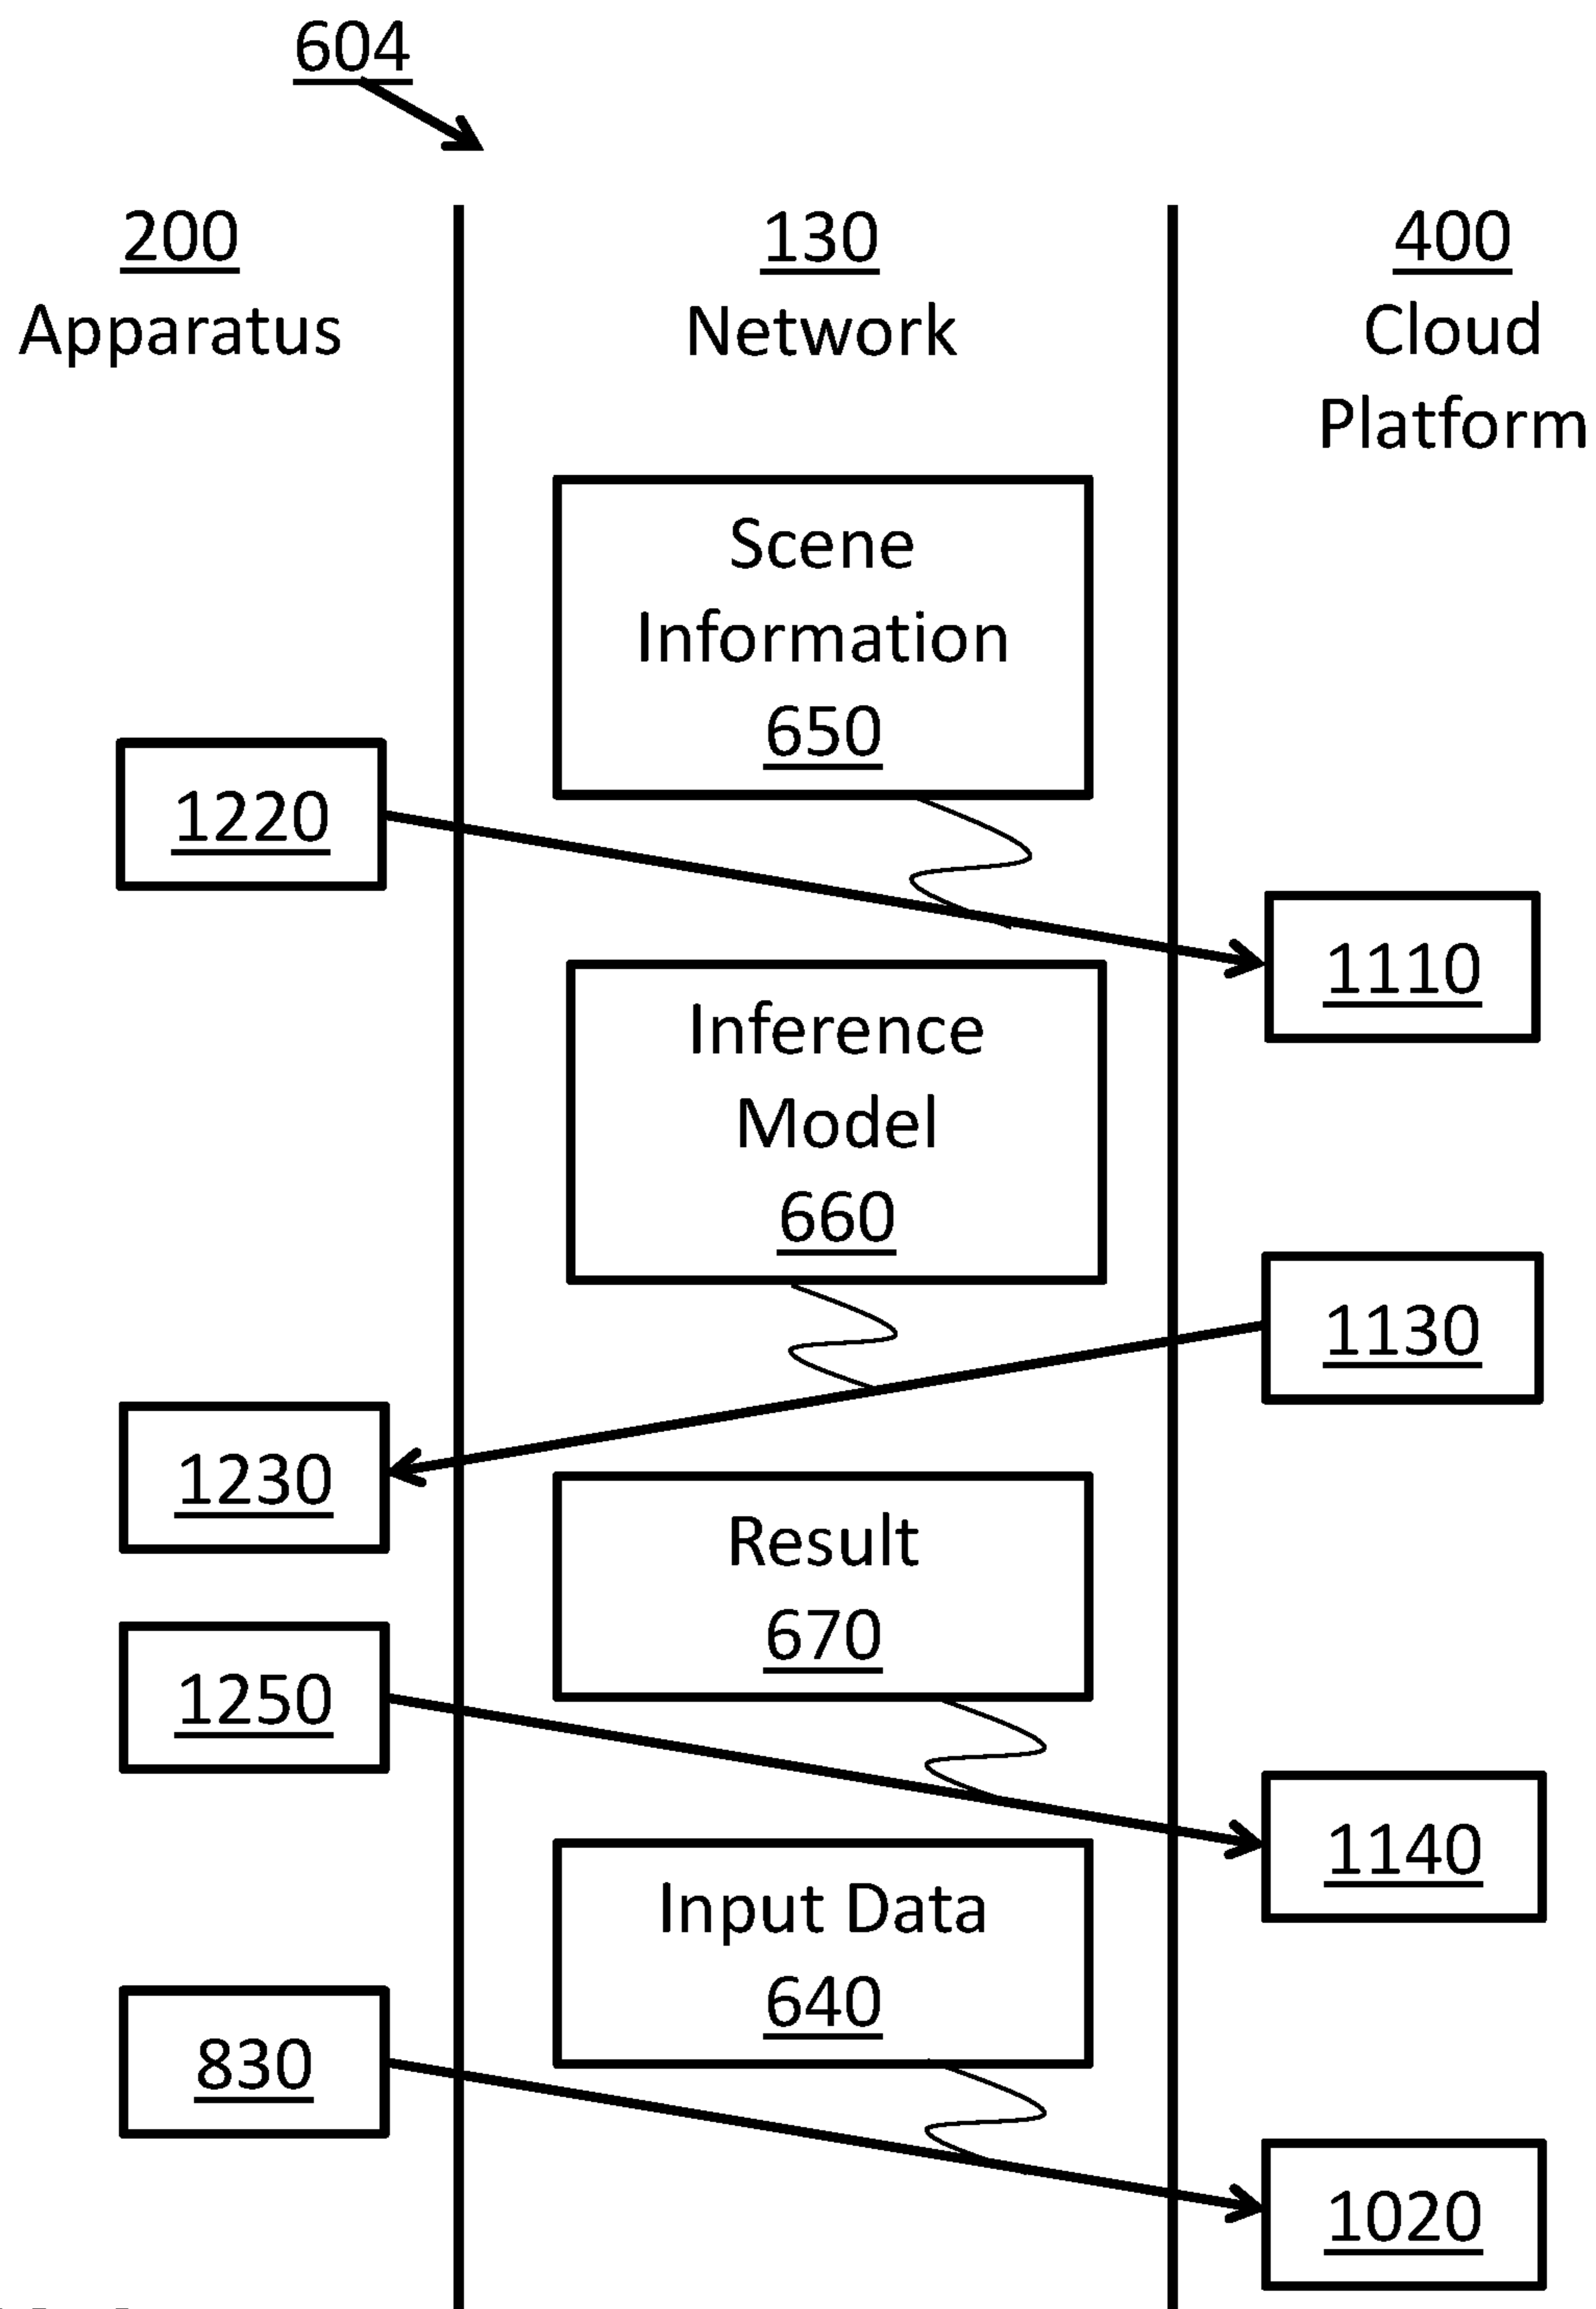 604
200
Apparatus
130
Network
400
Cloud
Platform
Scene
Information
650
1220
1110
Inference
Model
660
1130
1230
Result
670
1250
1140
Input Data
640
830
1020